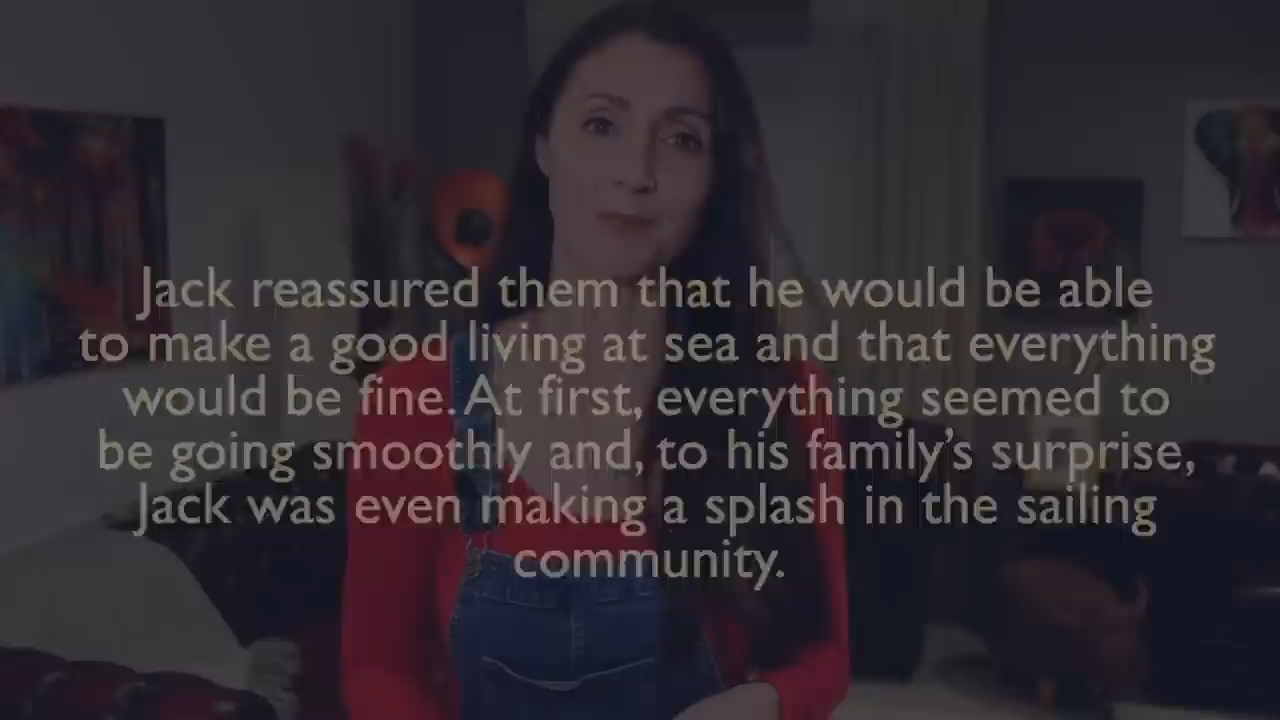 Jack reassured them that he would be able
to make a good living at sea and that everything
would be fine. At first, everything seemed to
be going smoothly and, to his family’s surprise,
Jack was even making a splash in the sailing
community.